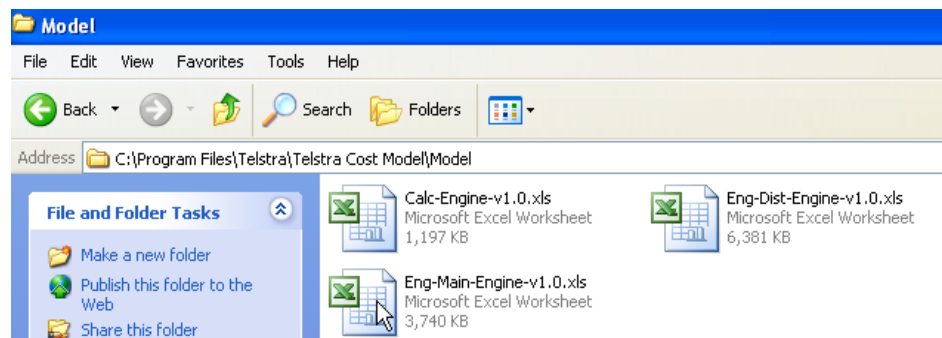 Model
File Edit View Favorites Tools Help
Back Search Folders
Address C:\Program Files\Telstra\Telstra Cost Model\Model
File and Folder Tasks
Make a new folder
Publish this folder to the
Web
Share this folder
Calc-Engine-v1.0.xls
Microsoft Excel Worksheet
1,197 KB
Eng-Dist-Engine-v1.0.xls
Microsoft Excel Worksheet
6,381 KB
Eng-Main-Engine-v1.0.xls
Microsoft Excel Worksheet
3,740 KB